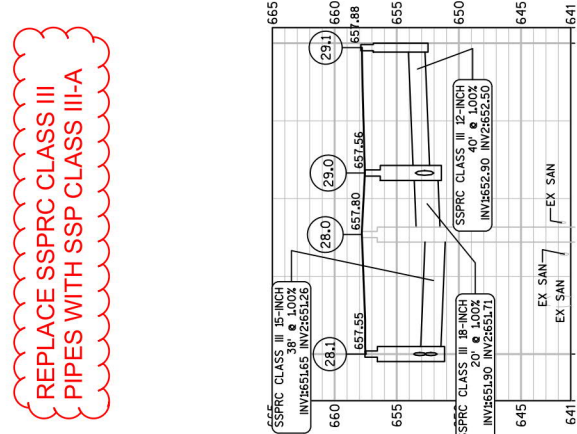 REPLACE SSPRC CLASS III
PIPES WITH SSP CLASS III-A
665
660
655
650
645
641
29.1
657.88
29.0
657.56
28.0
657.80
28.1
657.55
SSPRC CLASS III 12-INCH
40' @ 1.00%
INV1:652.90 INV2:652.50
SSPRC CLASS III 15-INCH
38' @ 1.00%
INV1:651.65 INV2:651.26
SSPRC CLASS III 18-INCH
20' @ 1.00%
INV1:651.90 INV2:651.71
EX SAN
EX SAN
EX SAN
665
660
655
645
641